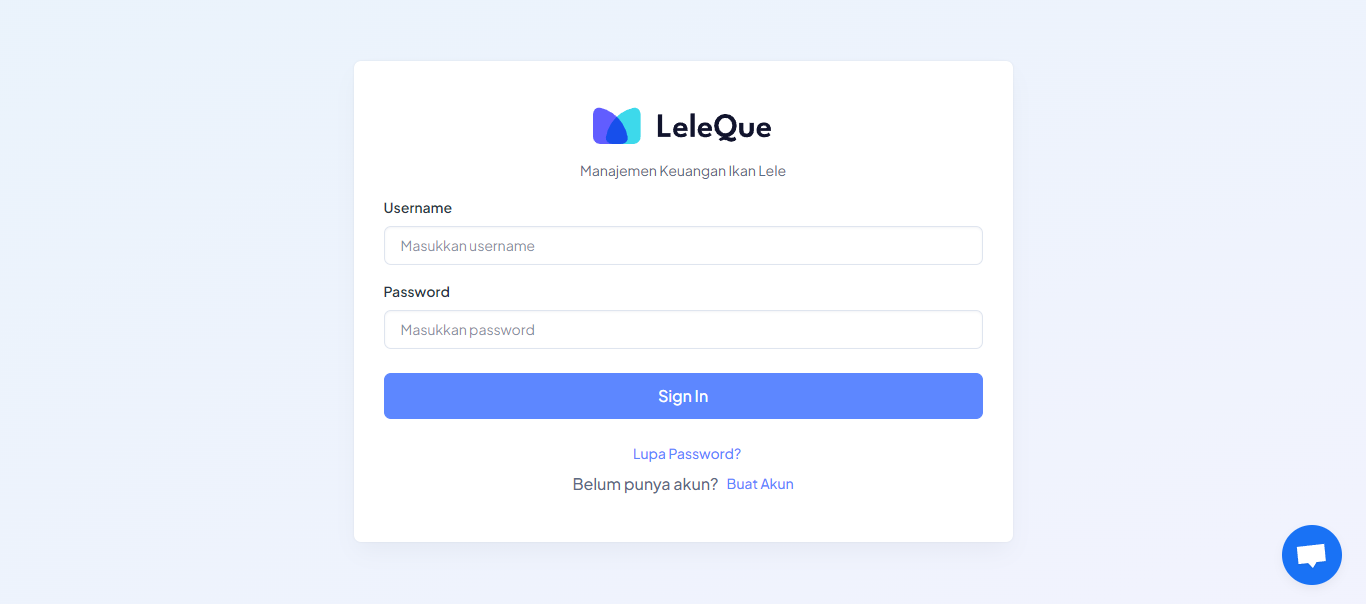 LeleQue
Manajemen Keuangan Ikan Lele
Username
Masukkan username
Password
Masukkan password
Sign In
Lupa Password?
Belum punya akun? Buat Akun